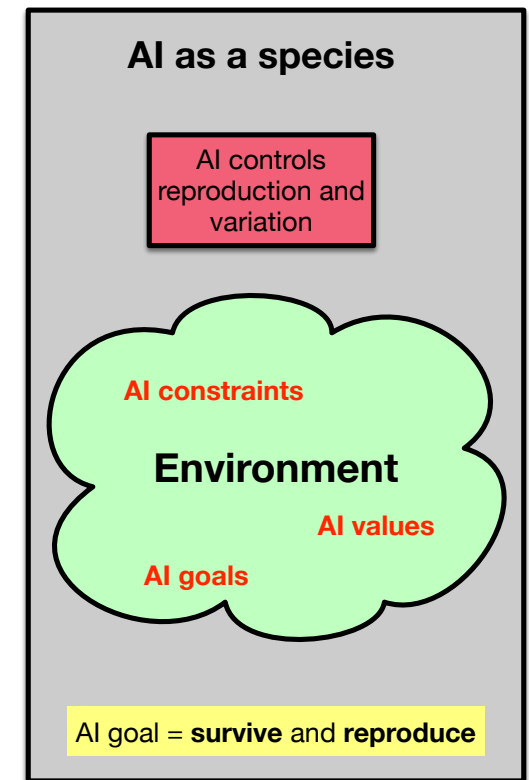 AI as a species
AI controls
reproduction and
variation
AI constraints
Environment
AI values
AI goals
AI goal = survive and reproduce